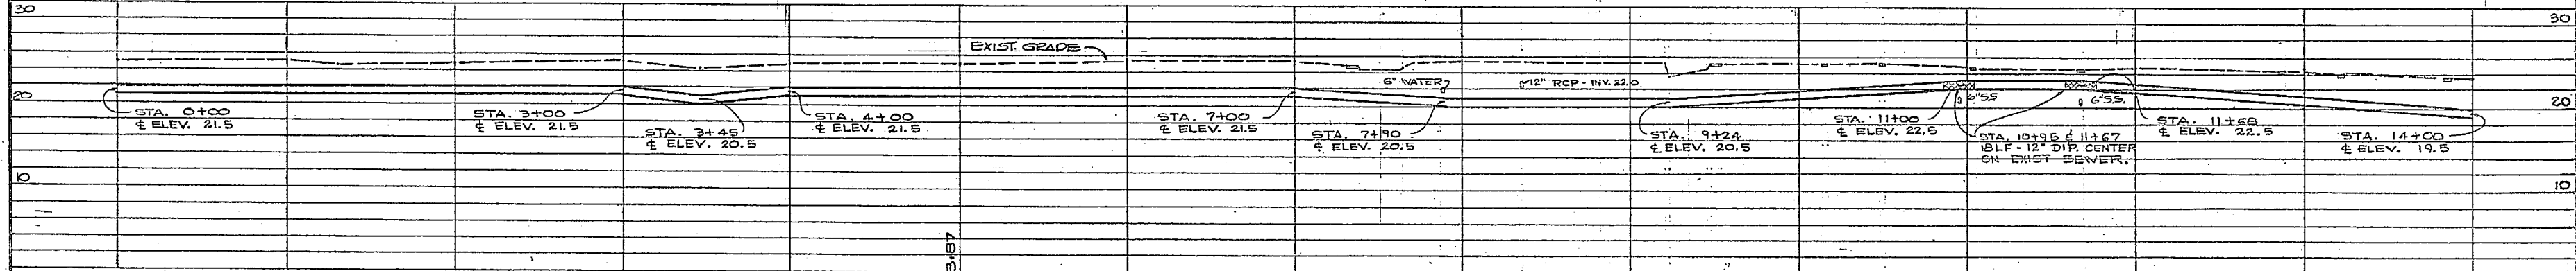 30
30
EXIST. GRADE
6" WATER
12" RCP - INV. 22.0
20
20
STA. 0+00
℄ ELEV. 21.5
STA. 3+00
℄ ELEV. 21.5
STA. 3+45
℄ ELEV. 20.5
STA. 4+00
℄ ELEV. 21.5
STA. 7+00
℄ ELEV. 21.5
STA. 7+90
℄ ELEV. 20.5
STA. 9+24
℄ ELEV. 20.5
STA. 11+00
℄ ELEV. 22.5
6"SS
6"SS.
STA. 10+95 & 11+67
18LF - 12" DIP. CENTER
ON EXIST SEWER.
STA. 11+68
℄ ELEV. 22.5
STA. 14+00
℄ ELEV. 19.5
10
10